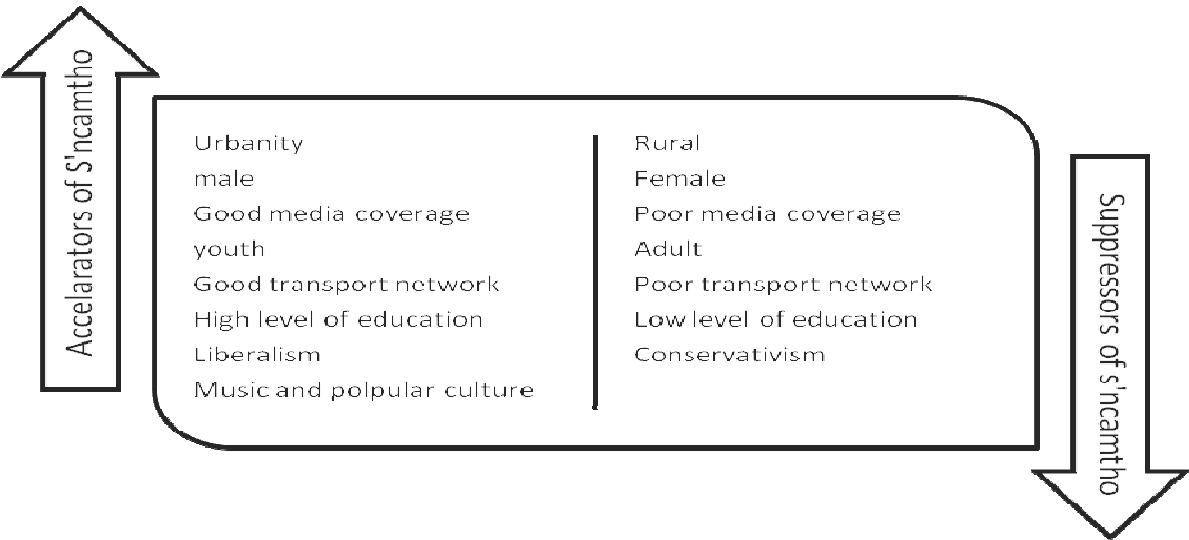 Accelarators of S'ncamtho
Urbanity
male
Good media coverage
youth
Good transport network
High level of education
Liberalism
Music and polpular culture
Rural
Female
Poor media coverage
Adult
Poor transport network
Low level of education
Conservativism
Suppressors of s'ncamtho